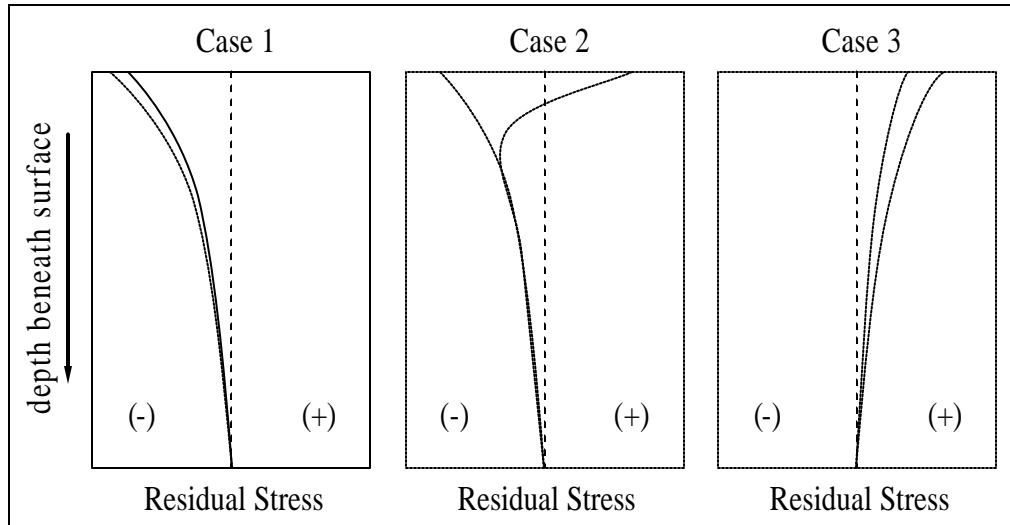 Case 1
Case 2
Case 3
depth beneath surface
(-)
(+)
(-)
(+)
(-)
(+)
Residual Stress
Residual Stress
Residual Stress